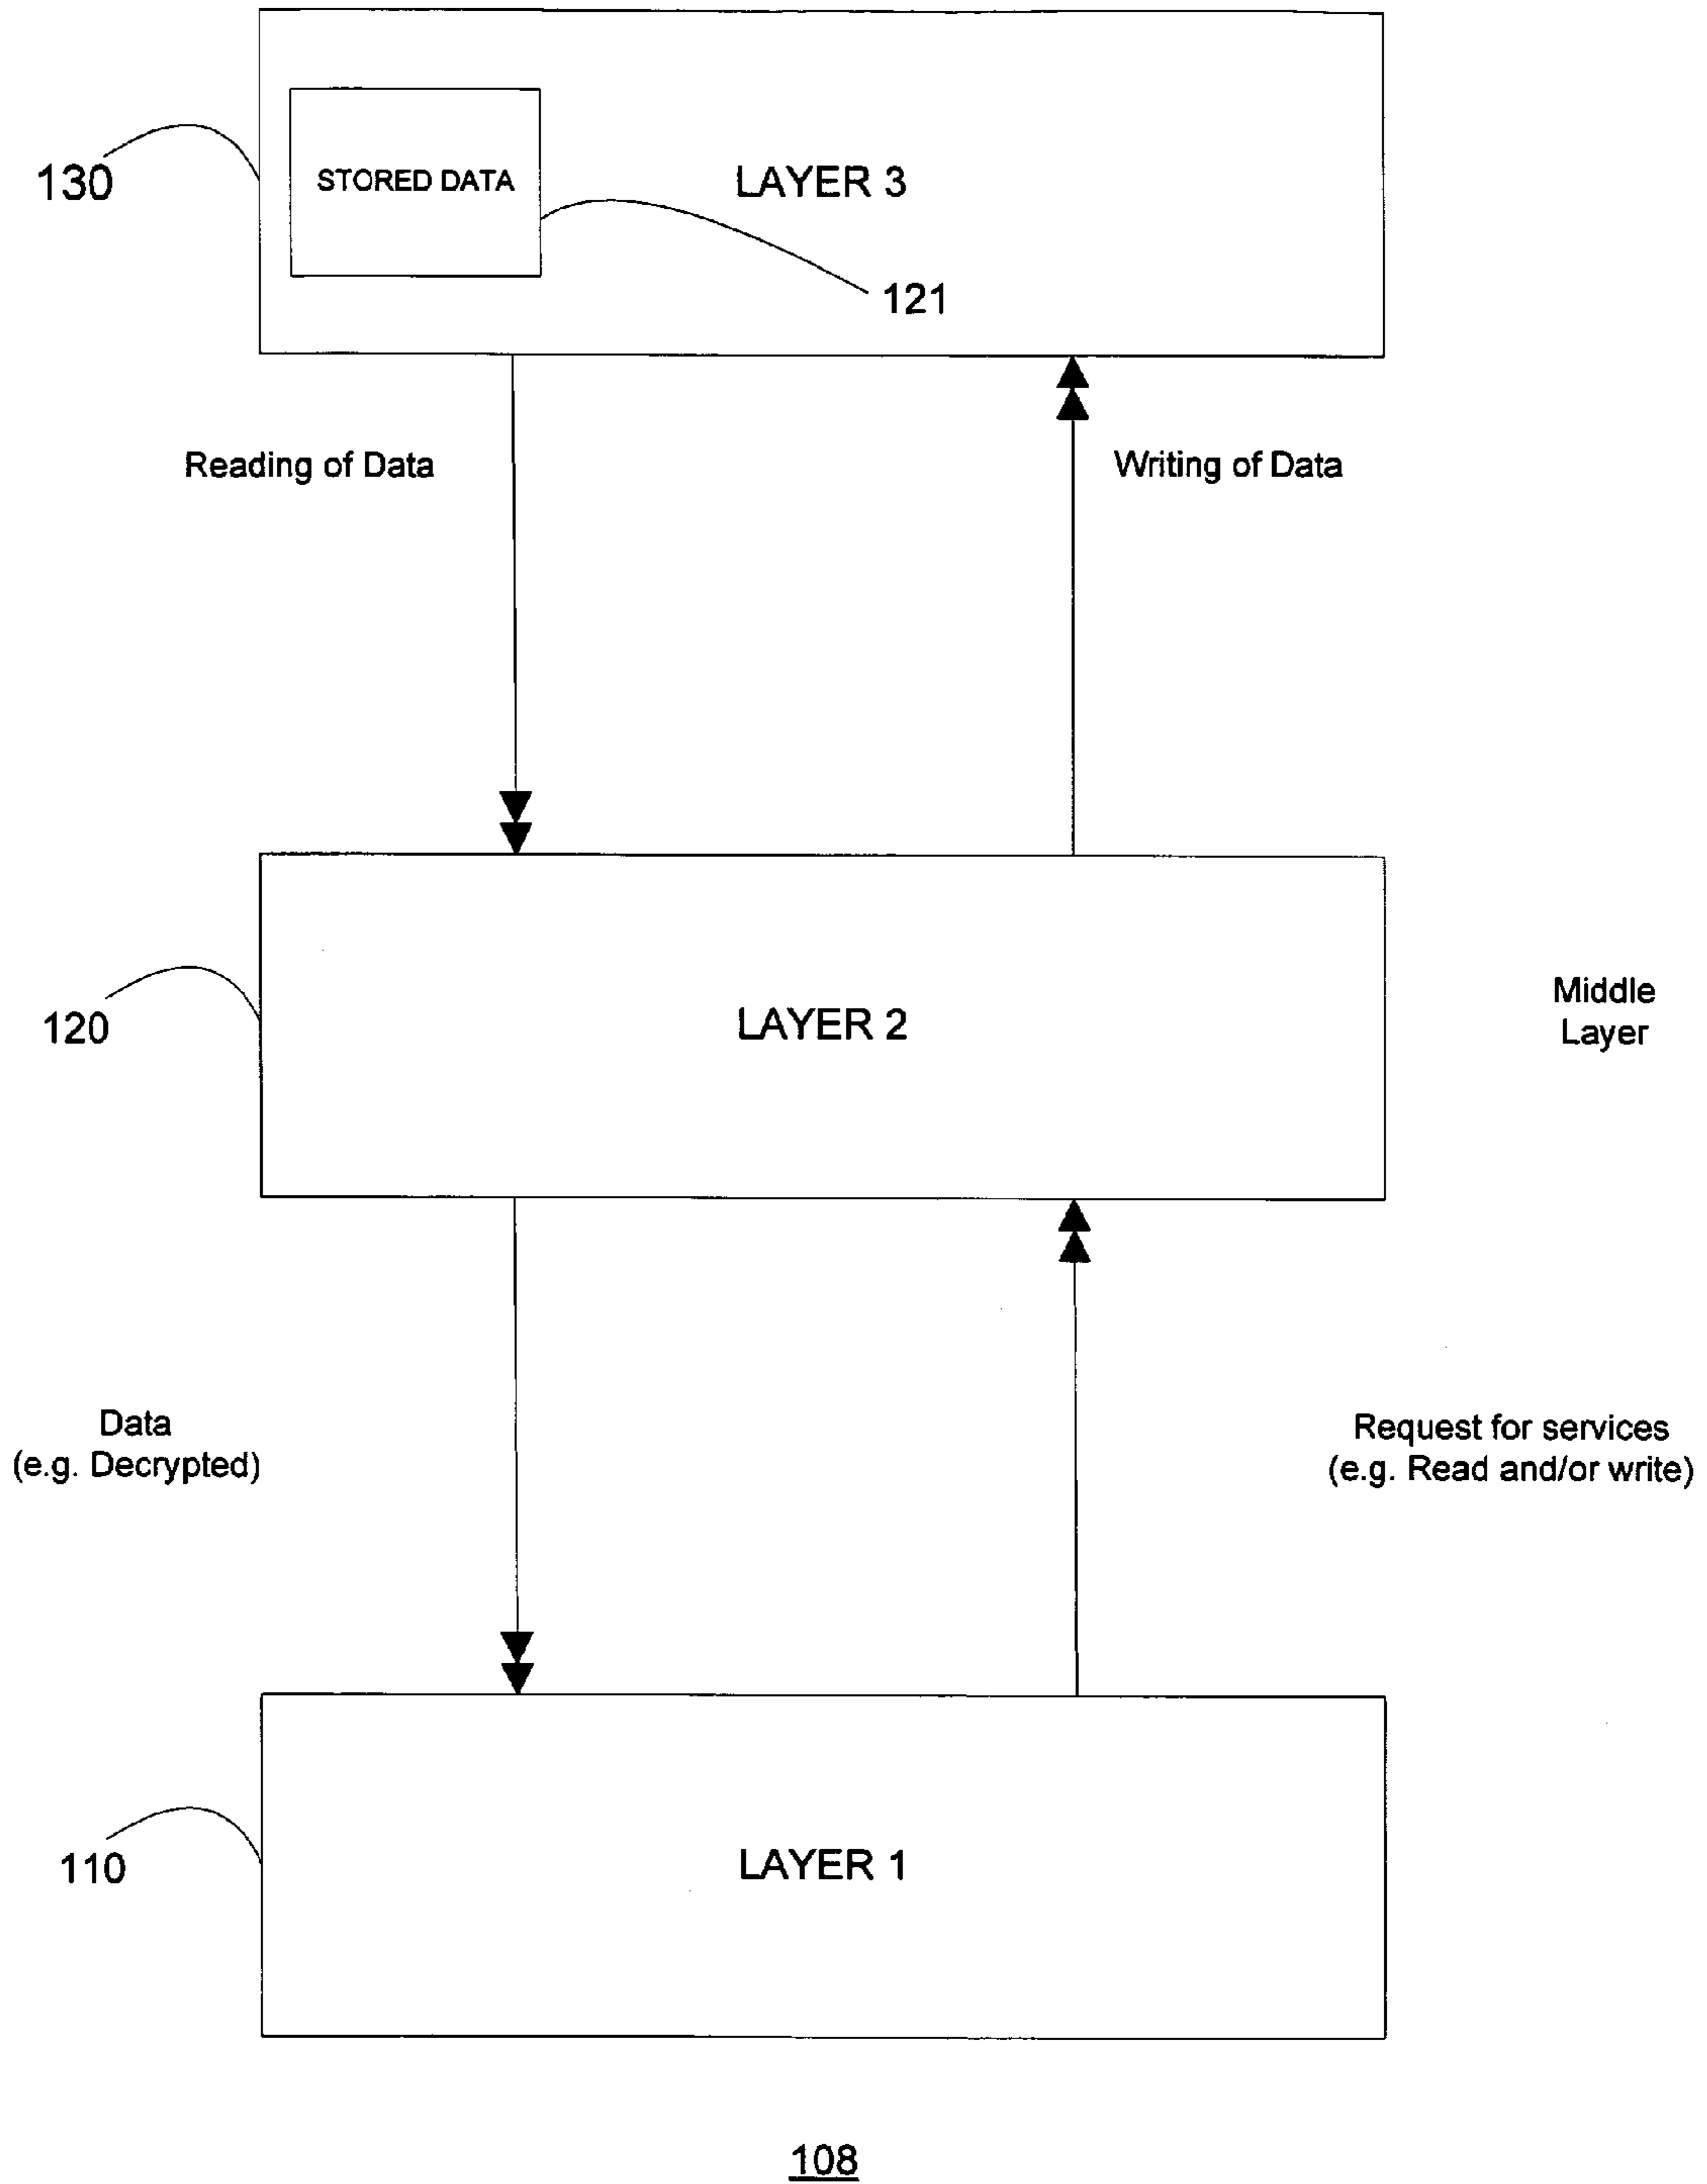 130
STORED DATA
LAYER 3
121
Reading of Data
Writing of Data
120
LAYER 2
Middle
Layer
Data
(e.g. Decrypted)
Request for services
(e.g. Read and/or write)
110
LAYER 1
108